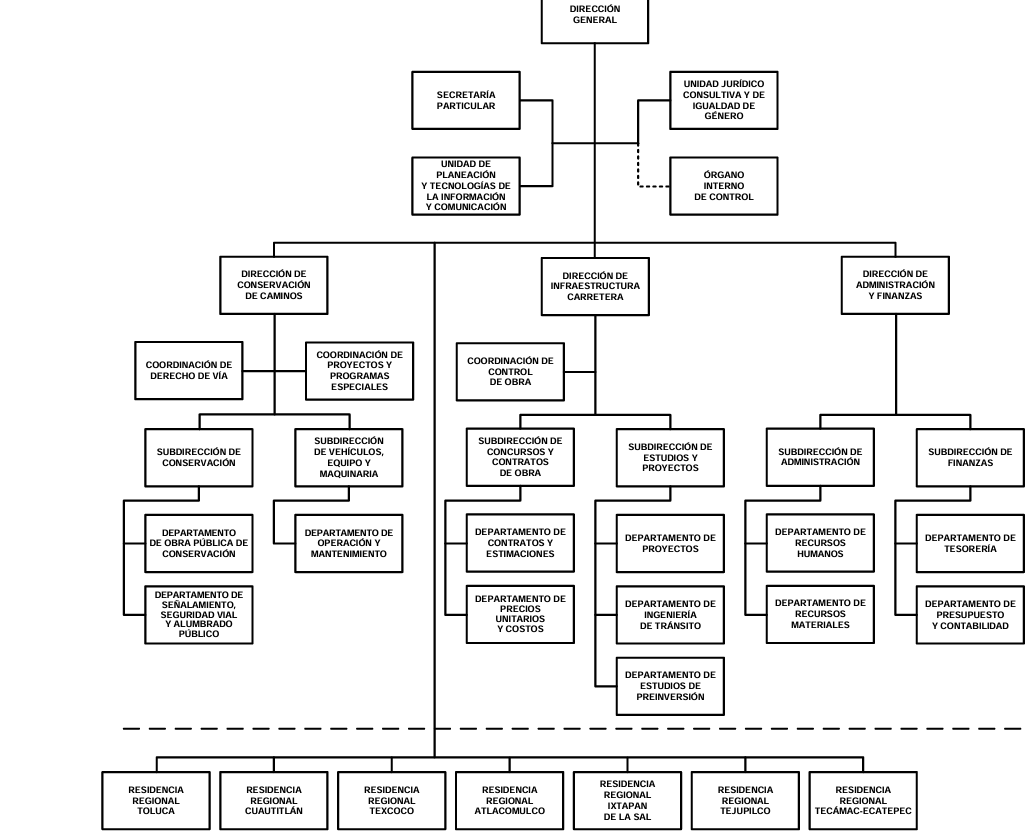 DIRECCIÓN
GENERAL
SECRETARÍA
PARTICULAR
UNIDAD JURÍDICO
CONSULTIVA Y DE
IGUALDAD DE
GÉNERO
UNIDAD DE
PLANEACIÓN
Y TECNOLOGÍAS DE
LA INFORMACIÓN
Y COMUNICACIÓN
ÓRGANO
INTERNO
DE CONTROL
DIRECCIÓN DE
CONSERVACIÓN
DE CAMINOS
DIRECCIÓN DE
INFRAESTRUCTURA
CARRETERA
DIRECCIÓN DE
ADMINISTRACIÓN
Y FINANZAS
COORDINACIÓN DE
DERECHO DE VÍA
COORDINACIÓN DE
PROYECTOS Y
PROGRAMAS
ESPECIALES
COORDINACIÓN DE
CONTROL
DE OBRA
SUBDIRECCIÓN DE
CONSERVACIÓN
SUBDIRECCIÓN
DE VEHÍCULOS,
EQUIPO Y
MAQUINARIA
SUBDIRECCIÓN DE
CONCURSOS Y
CONTRATOS
DE OBRA
SUBDIRECCIÓN DE
ESTUDIOS Y
PROYECTOS
SUBDIRECCIÓN DE
ADMINISTRACIÓN
SUBDIRECCIÓN DE
FINANZAS
DEPARTAMENTO
DE OBRA PÚBLICA DE
CONSERVACIÓN
DEPARTAMENTO DE
OPERACIÓN Y
MANTENIMIENTO
DEPARTAMENTO DE
CONTRATOS Y
ESTIMACIONES
DEPARTAMENTO DE
PROYECTOS
DEPARTAMENTO DE
RECURSOS
HUMANOS
DEPARTAMENTO DE
TESORERÍA
DEPARTAMENTO DE
SEÑALAMIENTO,
SEGURIDAD VIAL
Y ALUMBRADO
PÚBLICO
DEPARTAMENTO DE
PRECIOS
UNITARIOS
Y COSTOS
DEPARTAMENTO DE
INGENIERÍA
DE TRÁNSITO
DEPARTAMENTO DE
RECURSOS
MATERIALES
DEPARTAMENTO DE
PRESUPUESTO
Y CONTABILIDAD
DEPARTAMENTO DE
ESTUDIOS DE
PREINVERSIÓN
RESIDENCIA
REGIONAL
TOLUCA
RESIDENCIA
REGIONAL
CUAUTITLÁN
RESIDENCIA
REGIONAL
TEXCOCO
RESIDENCIA
REGIONAL
ATLACOMULCO
RESIDENCIA
REGIONAL
IXTAPAN
DE LA SAL
RESIDENCIA
REGIONAL
TEJUPILCO
RESIDENCIA
REGIONAL
TECÁMAC-ECATEPEC